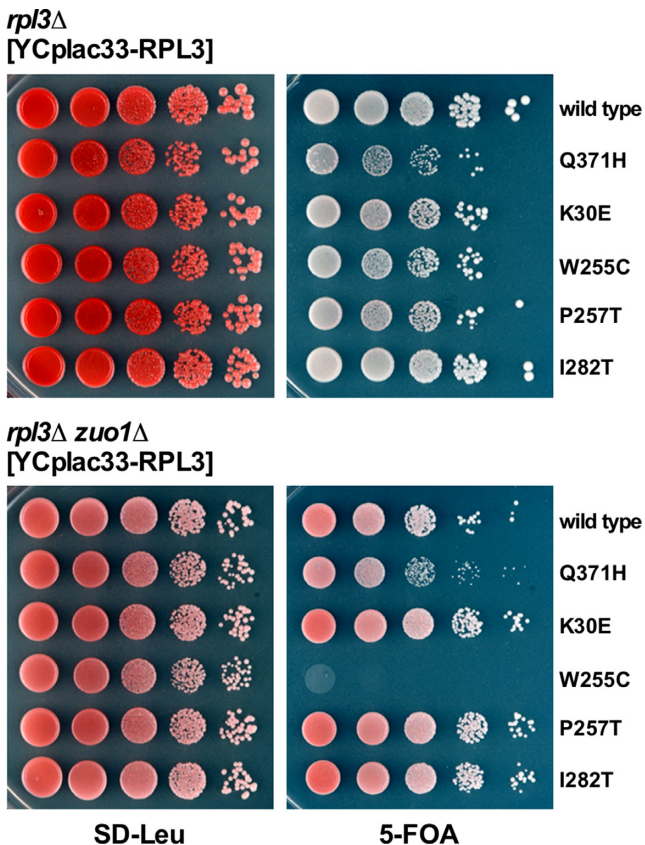 rpl3Δ
[YCplac33-RPL3]
wild type
Q371H
K30E
W255C
P257T
I282T
rpl3Δ zuo1Δ
[YCplac33-RPL3]
wild type
Q371H
K30E
W255C
P257T
I282T
SD-Leu 5-FOA